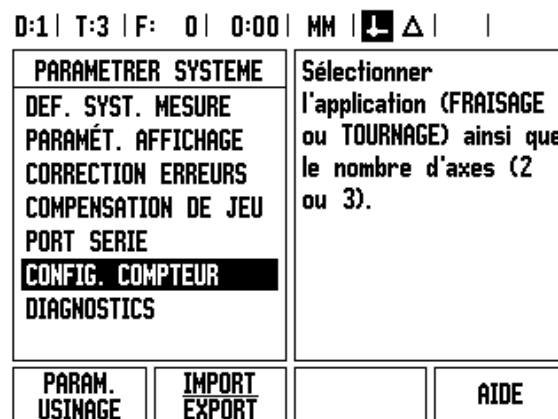 D:1 | T:3 | F: 0 | 0:00 | MM | Δ | |
PARAMETRER SYSTEME
DEF. SYST. MESURE
PARAMÉT. AFFICHAGE
CORRECTION ERREURS
COMPENSATION DE JEU
PORT SERIE
CONFIG. COMPTEUR
DIAGNOSTICS
Sélectionner
l'application (FRAISAGE
ou TOURNAGE) ainsi que
le nombre d'axes (2
ou 3).
PARAM.
USINAGE
IMPORT
EXPORT
AIDE